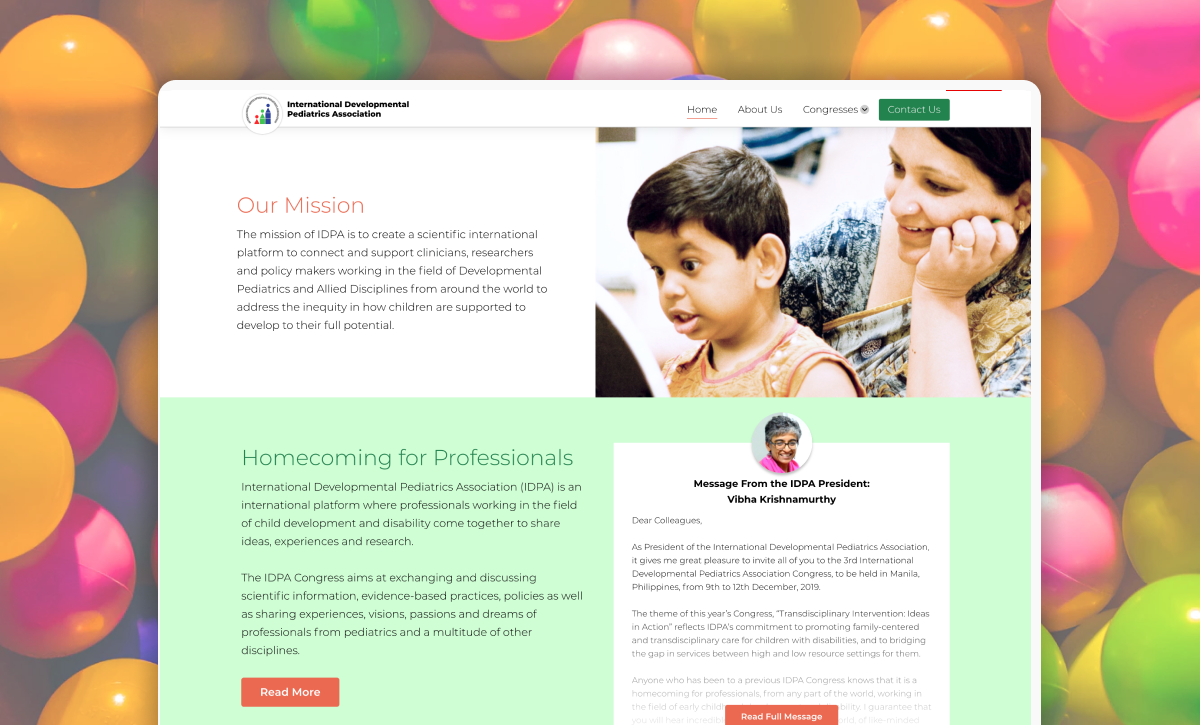 International Developmental
Pediatrics Association
Home
About Us
Congresses
Contact Us
Our Mission
The mission of IDPA is to create a scientific international
platform to connect and support clinicians, researchers
and policy makers working in the field of Developmental
Pediatrics and Allied Disciplines from around the world to
address the inequity in how children are supported to
develop to their full potential.
Homecoming for Professionals
International Developmental Pediatrics Association (IDPA) is an
international platform where professionals working in the field
of child development and disability come together to share
ideas, experiences and research.
The IDPA Congress aims at exchanging and discussing
scientific information, evidence-based practices, policies as well
as sharing experiences, visions, passions and dreams of
professionals from pediatrics and a multitude of other
disciplines.
Read More
Message From the IDPA President:
Vibha Krishnamurthy
Dear Colleagues,
As President of the International Developmental Pediatrics Association,
it gives me great pleasure to invite all of you to the 3rd International
Developmental Pediatrics Association Congress, to be held in Manila,
Philippines, from 9th to 12th December, 2019.
The theme of this year's Congress, "Transdisciplinary Intervention: Ideas
in Action" reflects IDPA's commitment to promoting family-centered
and transdisciplinary care for children with disabilities, and to bridging
the gap in services between high and low resource settings for them.
Anyone who has been to a previous IDPA Congress knows that it is a
homecoming for professionals, from any part of the world, working in
the field of early I guarantee that
you will hear of like-minded
Read Full Message